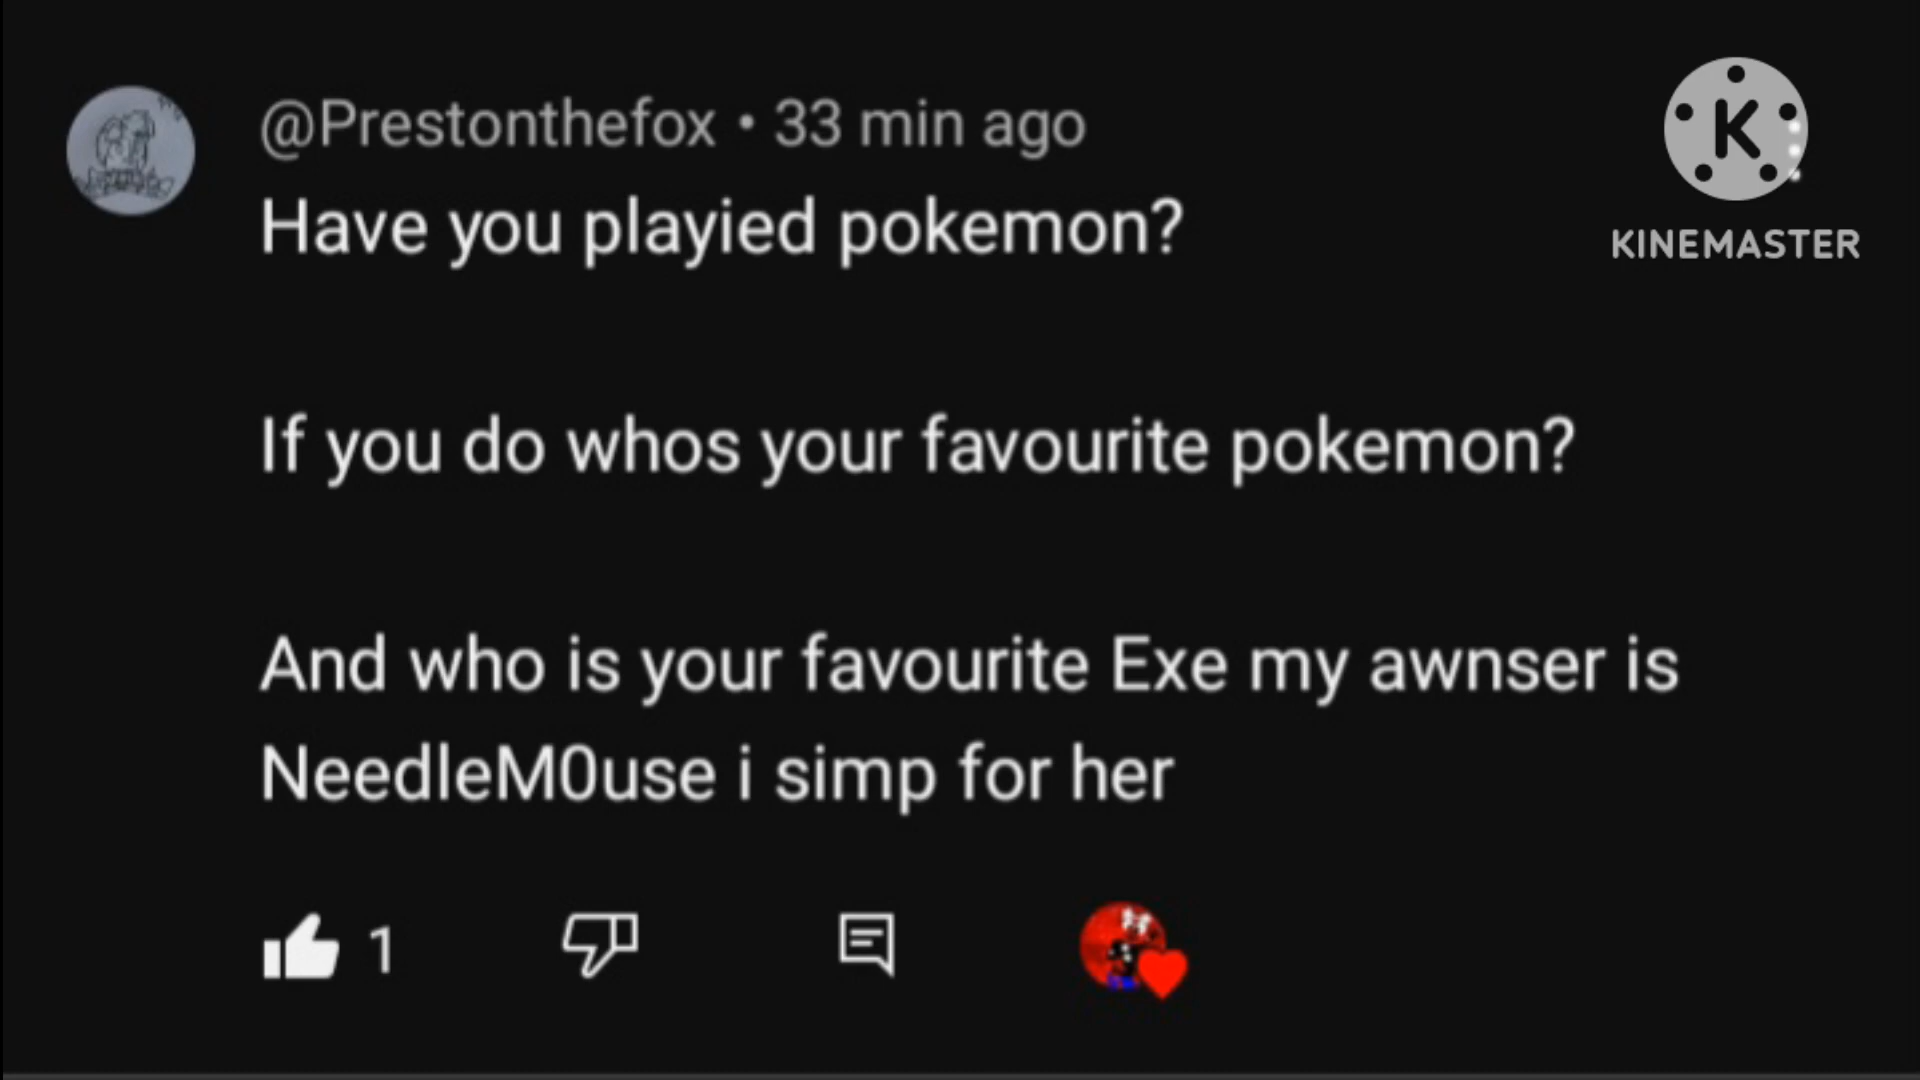 @Prestonthefox • 33 min ago
K
KINEMASTER
Have you playied pokemon?
If you do whos your favourite pokemon?
And who is your favourite Exe my awnser is
NeedleM0use i simp for her
1